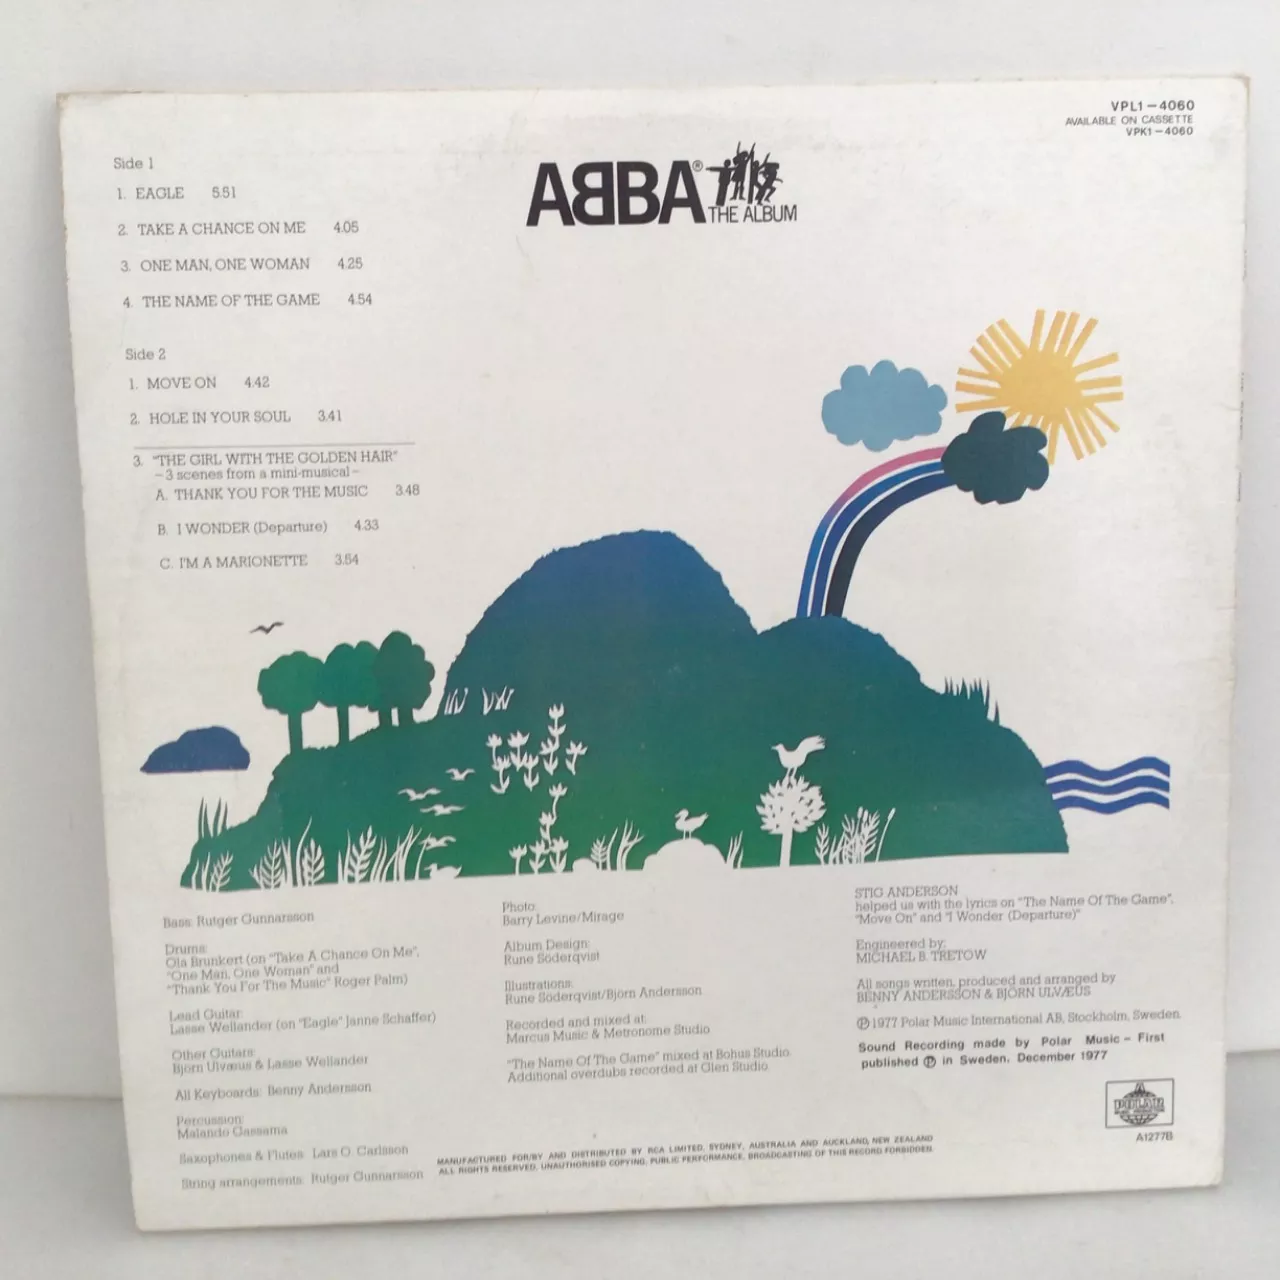 VPL1-4060
AVAILABLE ON CASSETTE
VPK1-4060
ABBA®
THE ALBUM
Side 1
1. EAGLE 5.51
2. TAKE A CHANCE ON ME 4.05
3. ONE MAN, ONE WOMAN 4.25
4. THE NAME OF THE GAME 4.54
Side 2
1. MOVE ON 4.42
2. HOLE IN YOUR SOUL 3.41
3. "THE GIRL WITH THE GOLDEN HAIR"
-3 scenes from a mini-musical-
A. THANK YOU FOR THE MUSIC 3.48
B. I WONDER (Departure) 4.33
C. I'M A MARIONETTE 3.54
Bass: Rutger Gunnarsson
Drums:
Ola Brunkert (on "Take A Chance On Me",
"One Man, One Woman" and
"Thank You For The Music" Roger Palm)
Lead Guitar:
Lasse Wellander (on "Eagle" Janne Schaffer)
Other Guitars:
Björn Ulvæus & Lasse Wellander
All Keyboards: Benny Andersson
Percussion:
Malando Gassama
Saxophones & Flutes: Lars O. Carlsson
String arrangements: Rutger Gunnarsson
Photo:
Barry Levine/Mirage
Album Design:
Rune Söderqvist
Illustrations:
Rune Söderqvist/Björn Andersson
Recorded and mixed at:
Marcus Music & Metronome Studio
"The Name Of The Game" mixed at Bohus Studio
Additional overdubs recorded at Glen Studio
STIG ANDERSON
helped us with the lyrics on "The Name Of The Game",
"Move On" and "I Wonder (Departure)"
Engineered by:
MICHAEL B. TRETOW
All songs written, produced and arranged by
BENNY ANDERSSON & BJÖRN ULVÆUS
℗ 1977 Polar Music International AB, Stockholm, Sweden.
Sound Recording made by Polar Music - First
published ℗ in Sweden. December 1977
POLAR
A1277B
MANUFACTURED FOR/BY AND DISTRIBUTED BY RCA LIMITED, SYDNEY, AUSTRALIA AND AUCKLAND, NEW ZEALAND
ALL RIGHTS RESERVED. UNAUTHORISED COPYING, PUBLIC PERFORMANCE, BROADCASTING OF THIS RECORD FORBIDDEN.